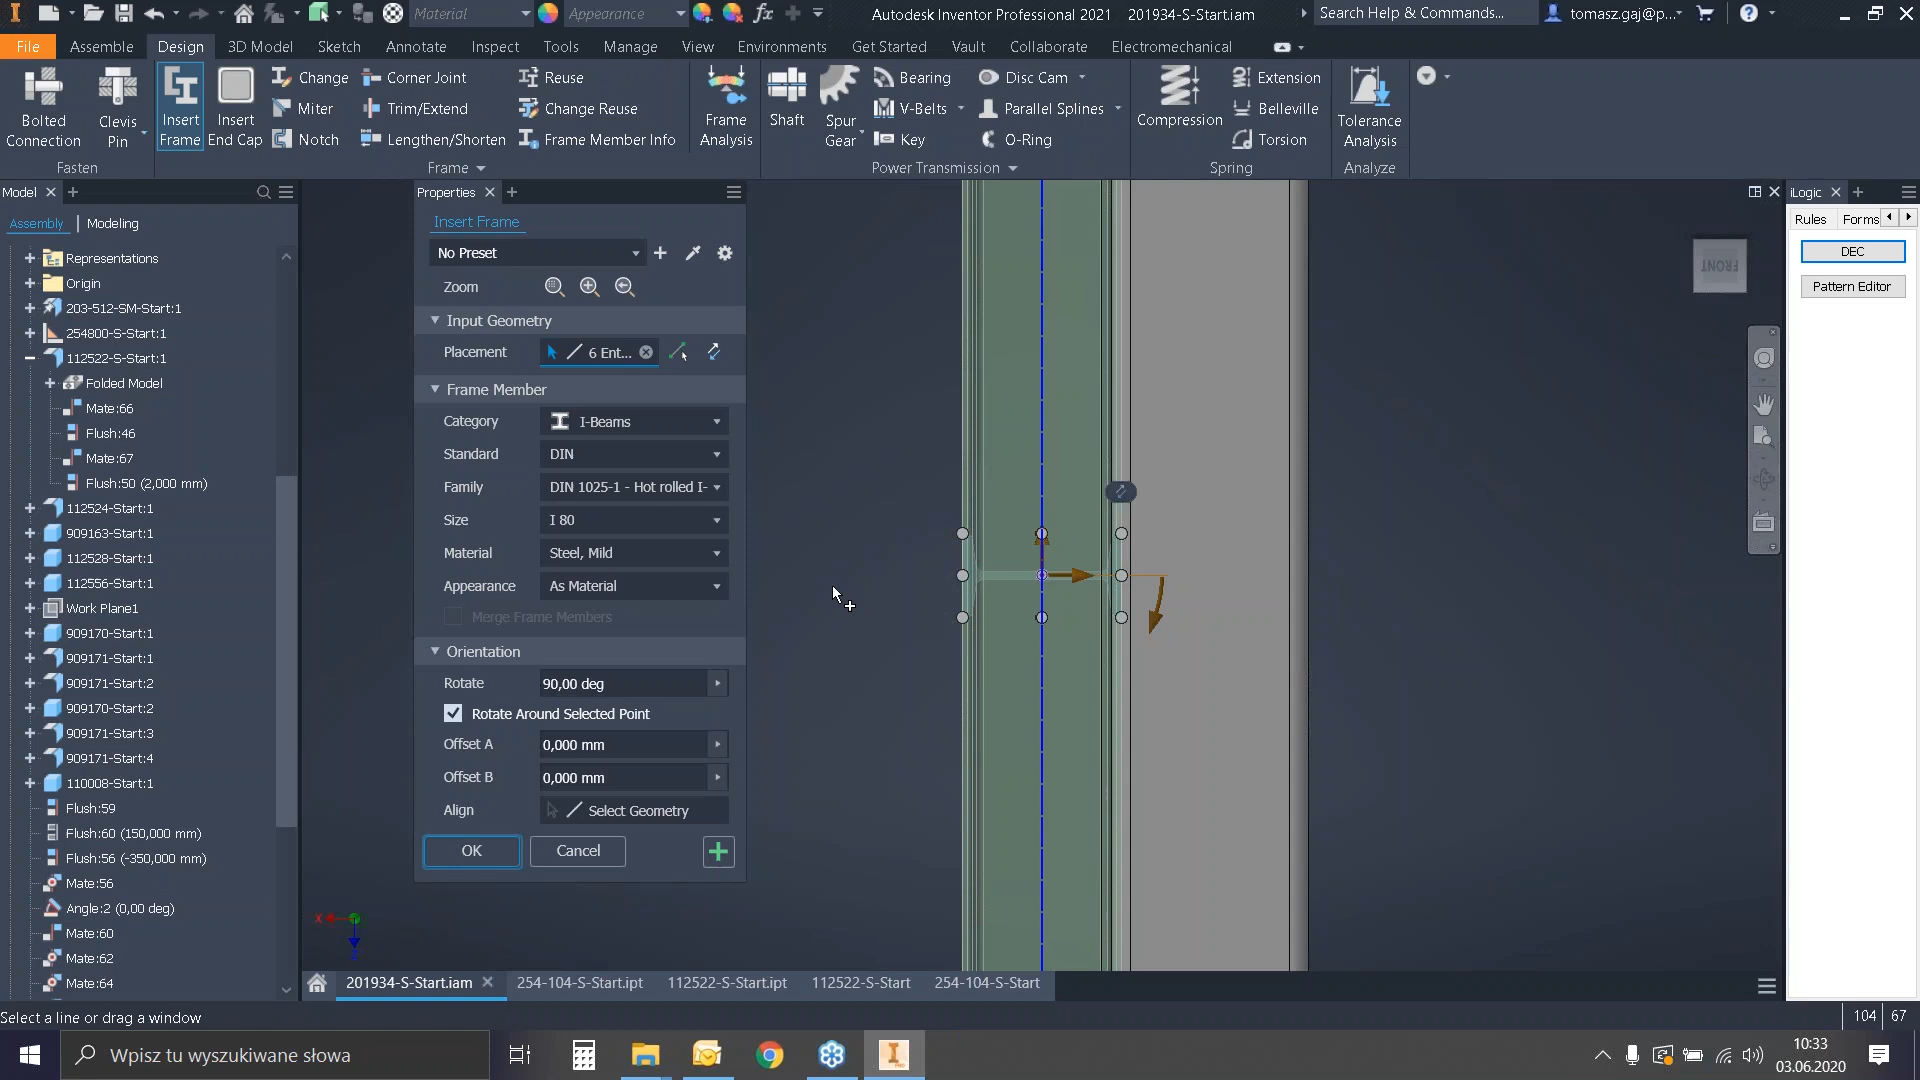 Material
Appearance
Autodesk Inventor Professional 2021 201934-S-Start.iam
Search Help & Commands...
tomasz.gaj@p...
File
Assembly
Design
3D Model
Sketch
Annotate
Inspect
Tools
Manage
View
Environments
Get Started
Vault
Collaborate
Electromechanical
Bolted
Connection
Clevis
Pin
Insert
Frame
Insert
End Cap
Change
Miter
Notch
Corner Joint
Trim/Extend
Lengthen/Shorten
Reuse
Change Reuse
Frame Member Info
Frame
Analysis
Shaft
Spur
Gear
Bearing
V-Belts
Key
Disc Cam
Parallel Splines
O-Ring
Compression
Extension
Belleville
Torsion
Tolerance
Analysis
Fasten
Frame
Power Transmission
Spring
Analyze
Model
Assembly
Modeling
Representations
Origin
203-512-SM-Start:1
254800-S-Start:1
112522-S-Start:1
Folded Model
Mate:66
Flush:46
Mate:67
Flush:50 (2,000 mm)
112524-Start:1
909163-Start:1
112528-Start:1
112556-Start:1
Work Plane1
909170-Start:1
909171-Start:1
909171-Start:2
909170-Start:2
909171-Start:3
909171-Start:4
110008-Start:1
Flush:59
Flush:60 (150,000 mm)
Flush:56 (-350,000 mm)
Mate:56
Angle:2 (0,00 deg)
Mate:60
Mate:62
Mate:64
Properties
Insert Frame
No Preset
Zoom
Input Geometry
Placement 6 Ent...
Frame Member
Category I-Beams
Standard DIN
Family DIN 1025-1 - Hot rolled I-
Size I 80
Material Steel, Mild
Appearance As Material
Merge Frame Members
Orientation
Rotate 90,00 deg
Rotate Around Selected Point
Offset A 0,000 mm
Offset B 0,000 mm
Align Select Geometry
OK
Cancel
FRONT
X
Z
iLogic
Rules
Forms
DEC
Pattern Editor
201934-S-Start.iam
254-104-S-Start.ipt
112522-S-Start.ipt
112522-S-Start
254-104-S-Start
Select a line or drag a window
104 67
Wpisz tu wyszukiwane słowa
10:33
03.06.2020